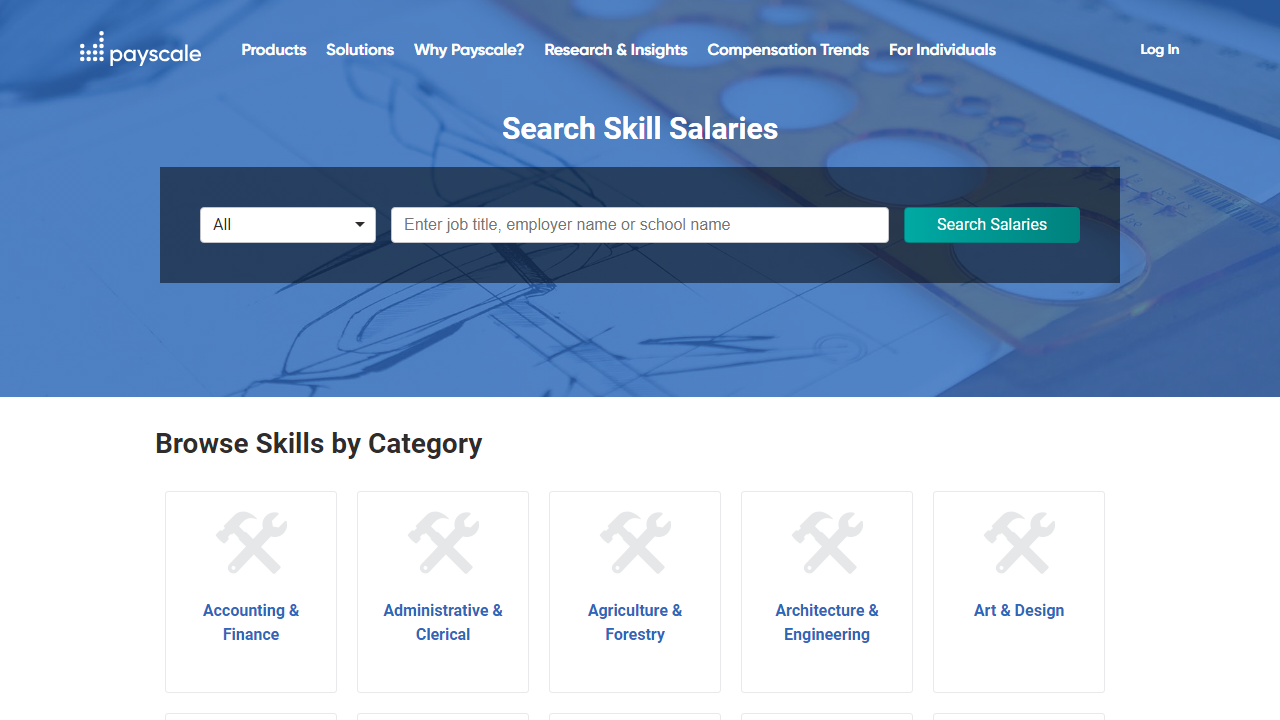 payscale
Products Solutions Why Payscale? Research & Insights Compensation Trends For Individuals Log In
Search Skill Salaries
All Enter job title, employer name or school name Search Salaries
Browse Skills by Category
Accounting & Finance
Administrative & Clerical
Agriculture & Forestry
Architecture & Engineering
Art & Design